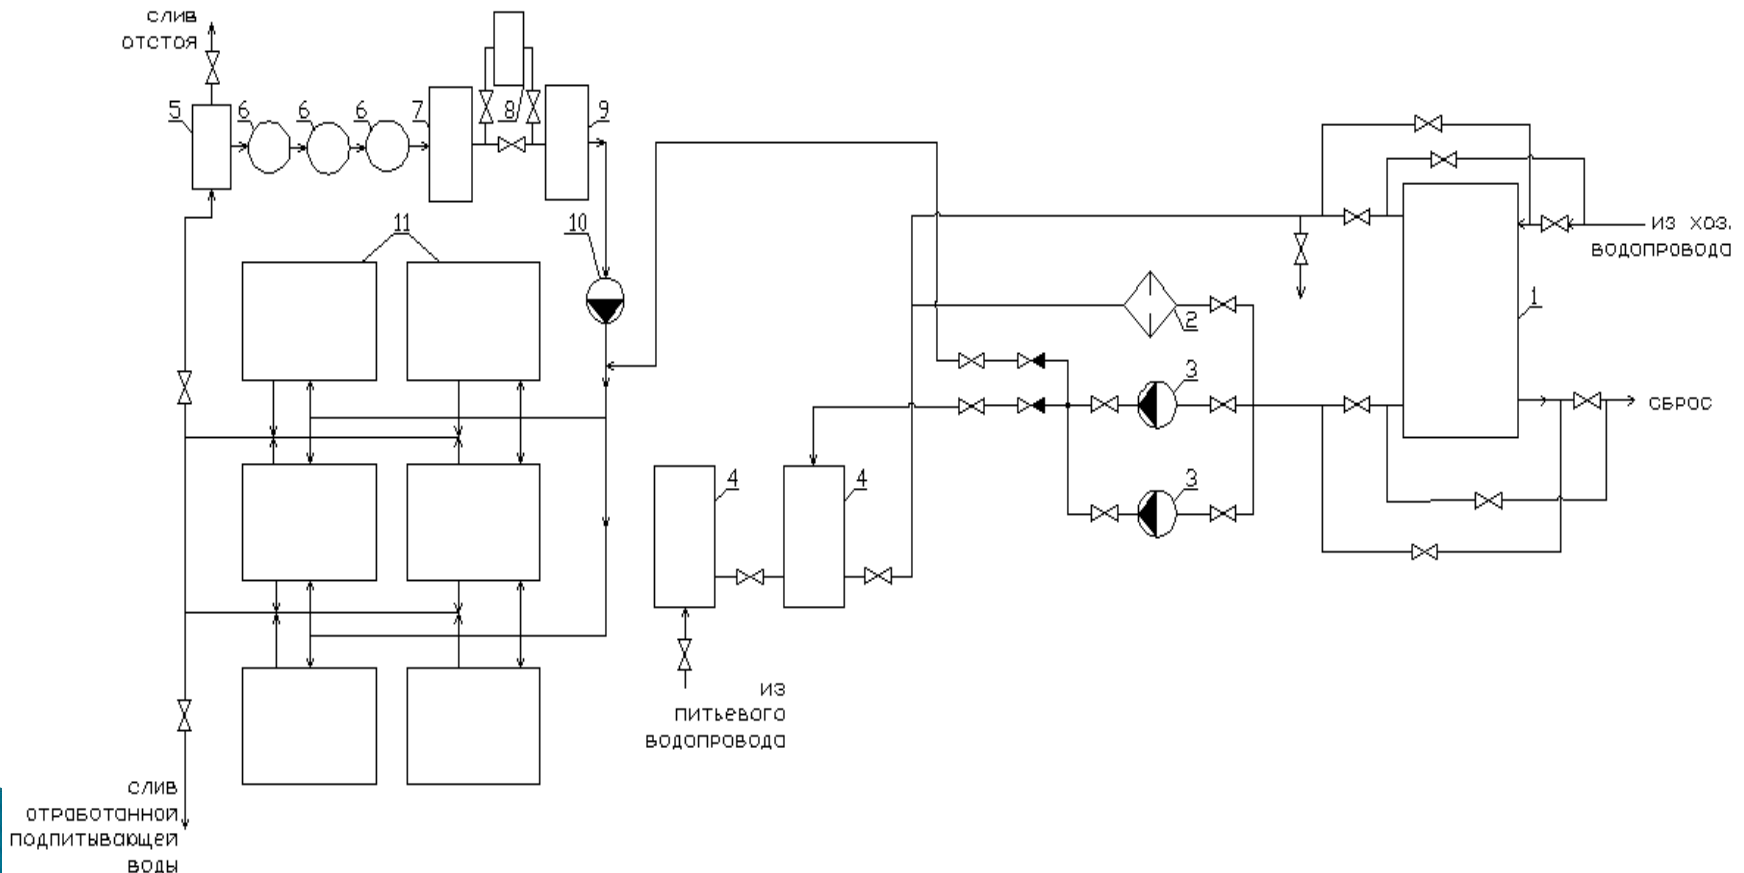 СЛИВ
ОТСТОЯ
5
6
6
6
7
8
9
11
10
ИЗ ХОЗ.
ВОДОПРОВОДА
1
2
3
СБРОС
4
4
3
ИЗ
ПИТЬЕВОГО
ВОДОПРОВОДА
СЛИВ
ОТРАБОТАННОЙ
ПОДПИТЫВАЮЩЕЙ
ВОДЫ